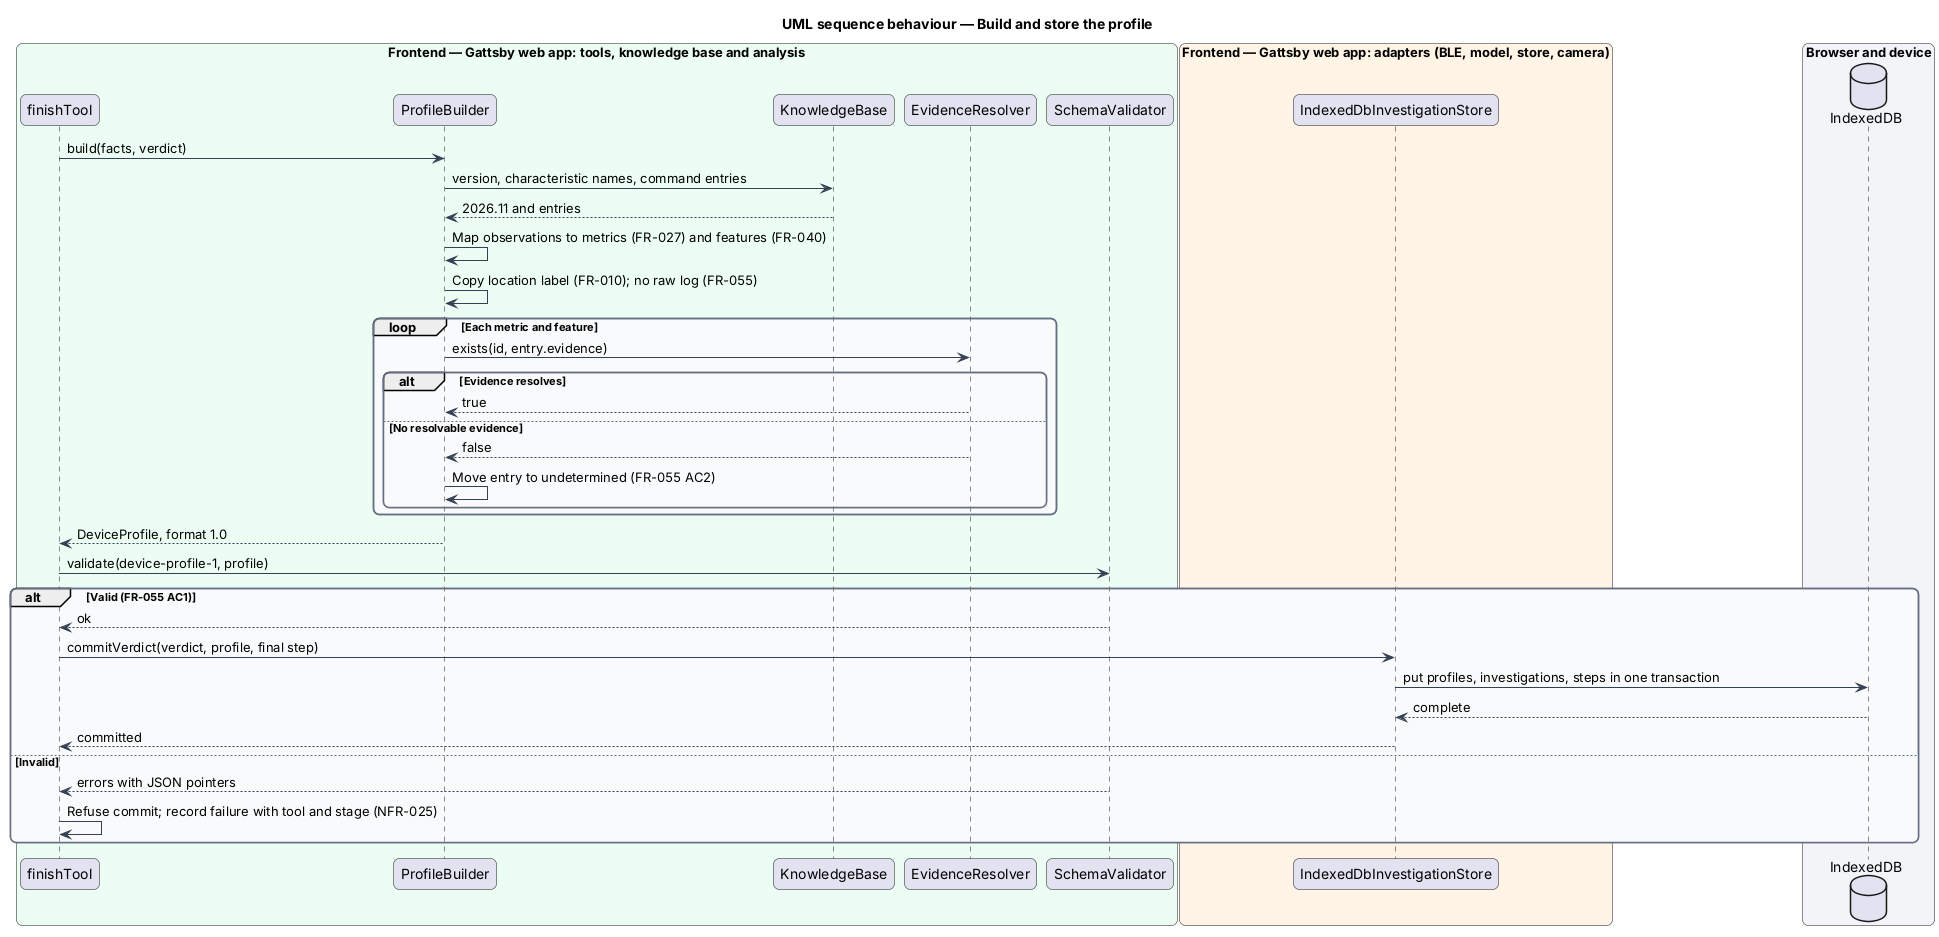 UML sequence behaviour — Build and store the profile
Frontend — Gattsby web app: tools, knowledge base and analysis
Frontend — Gattsby web app: adapters (BLE, model, store, camera)
Browser and device
finishTool
ProfileBuilder
KnowledgeBase
EvidenceResolver
SchemaValidator
IndexedDbInvestigationStore
IndexedDB
build(facts, verdict)
version, characteristic names, command entries
2026.11 and entries
Map observations to metrics (FR-027) and features (FR-040)
Copy location label (FR-010); no raw log (FR-055)
loop
[Each metric and feature]
exists(id, entry.evidence)
alt
[Evidence resolves]
true
[No resolvable evidence]
false
Move entry to undetermined (FR-055 AC2)
DeviceProfile, format 1.0
validate(device-profile-1, profile)
alt
[Valid (FR-055 AC1)]
ok
commitVerdict(verdict, profile, final step)
put profiles, investigations, steps in one transaction
complete
committed
[Invalid]
errors with JSON pointers
Refuse commit; record failure with tool and stage (NFR-025)
finishTool
ProfileBuilder
KnowledgeBase
EvidenceResolver
SchemaValidator
IndexedDbInvestigationStore
IndexedDB